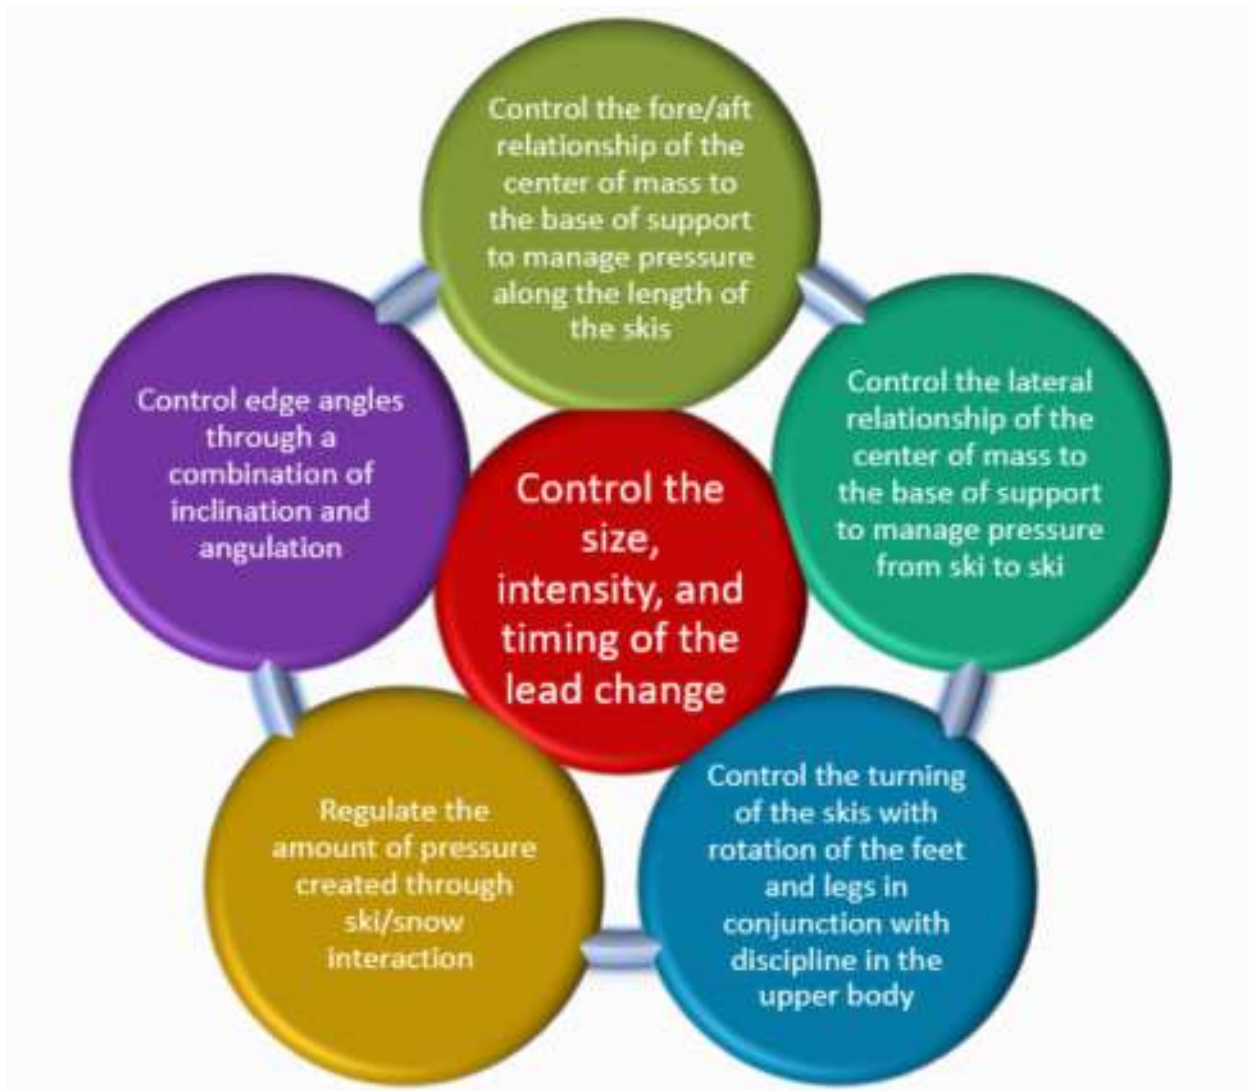 Control the fore/aft
relationship of the
center of mass to
the base of support
to manage pressure
along the length of
the skis
Control edge angles
through a
combination of
inclination and
angulation
Control the lateral
relationship of the
center of mass to
the base of support
to manage pressure
from ski to ski
Control the
size,
intensity, and
timing of the
lead change
Regulate the
amount of pressure
created through
ski/snow
interaction
Control the turning
of the skis with
rotation of the feet
and legs in
conjunction with
discipline in the
upper body